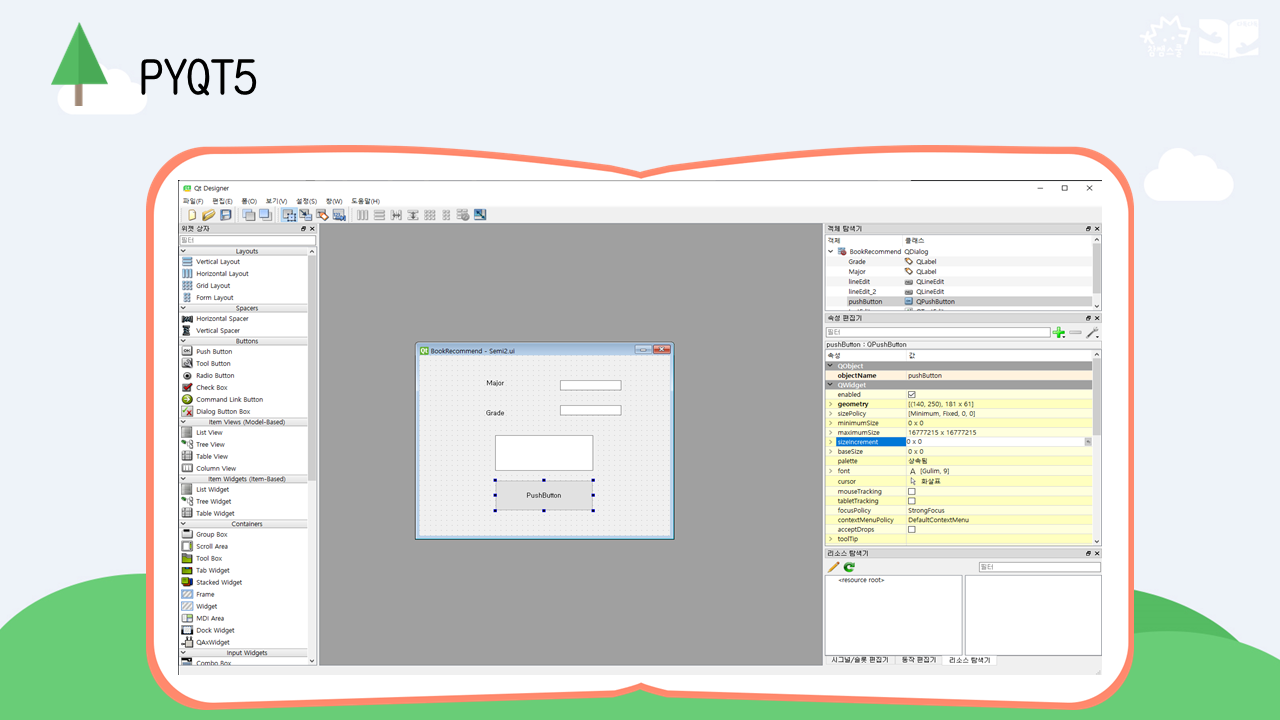 PYQT5
Qt Designer
파일(F) 편집(E) 폼(O) 보기(V) 설정(S) 창(W) 도움말(H)
위젯 상자
필터
Layouts
Vertical Layout
Horizontal Layout
Grid Layout
Form Layout
Spacers
Horizontal Spacer
Vertical Spacer
Buttons
Push Button
Tool Button
Radio Button
Check Box
Command Link Button
Dialog Button Box
Item Views (Model-Based)
List View
Tree View
Table View
Column View
Item Widgets (Item-Based)
List Widget
Tree Widget
Table Widget
Containers
Group Box
Scroll Area
Tool Box
Tab Widget
Stacked Widget
Frame
Widget
MDI Area
Dock Widget
QAxWidget
Input Widgets
Combo Box
BookRecommend - Semi2.ui
Major
Grade
PushButton
객체 탐색기
객체 클래스
BookRecommend QDialog
Grade QLabel
Major QLabel
lineEdit QLineEdit
lineEdit_2 QLineEdit
pushButton QPushButton
속성 편집기
필터
pushButton : QPushButton
속성 값
QObject
objectName pushButton
QWidget
enabled
geometry [(140, 250), 181 x 61]
sizePolicy [Minimum, Fixed, 0, 0]
minimumSize 0 x 0
maximumSize 16777215 x 16777215
sizeIncrement 0 x 0
baseSize 0 x 0
palette 상속됨
font A [Gulim, 9]
cursor 화살표
mouseTracking
tabletTracking
focusPolicy StrongFocus
contextMenuPolicy DefaultContextMenu
acceptDrops
toolTip
리소스 탐색기
필터
<resource root>
시그널/슬롯 편집기 동작 편집기 리소스 탐색기